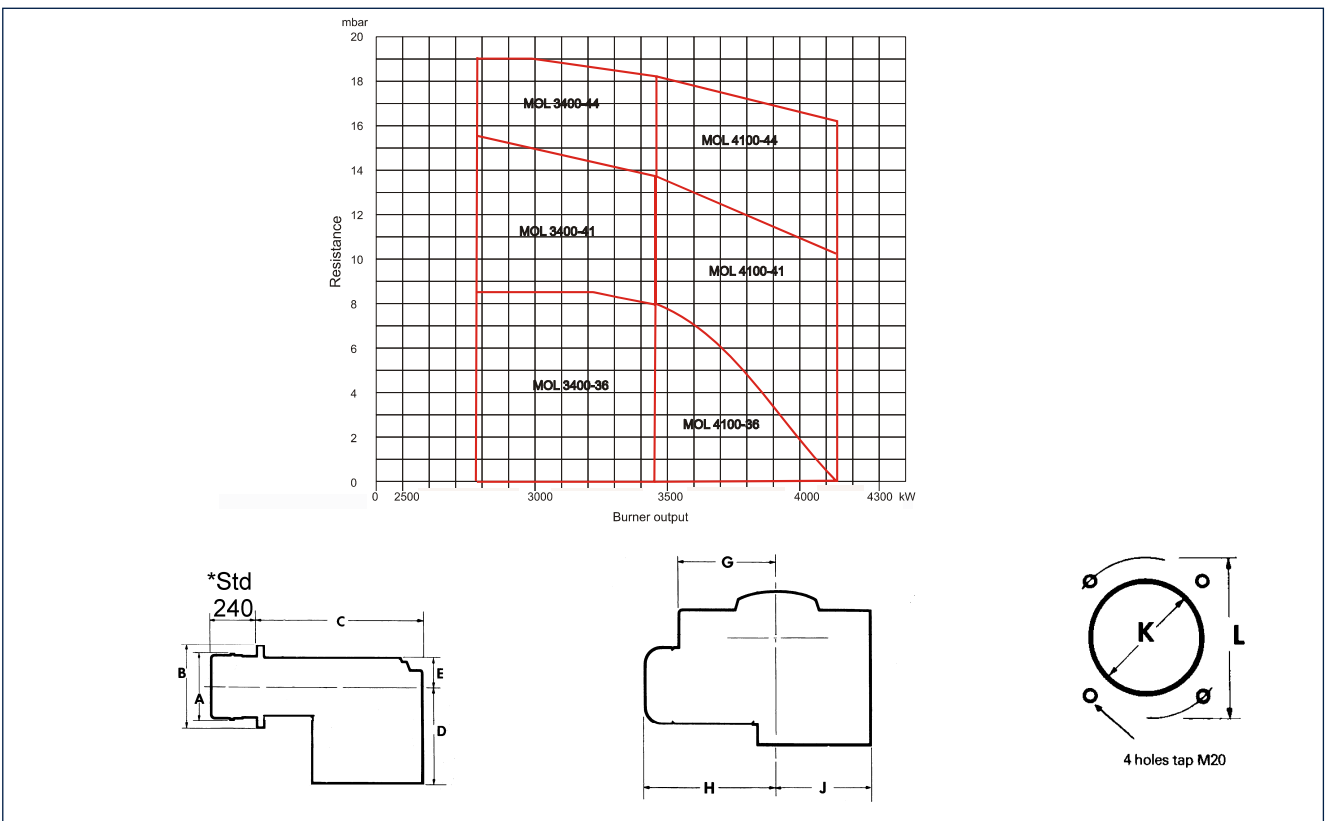 mbar
20
18
16
14
12
10
8
6
4
2
0
Resistance
MOL 3400-44
MOL 4100-44
MOL 3400-41
MOL 4100-41
MOL 3400-36
MOL 4100-36
0 2500 3000 3500 4000 4300 kW
Burner output
*Std
240
C
B
A
E
D
G
H
J
K
L
4 holes tap M20